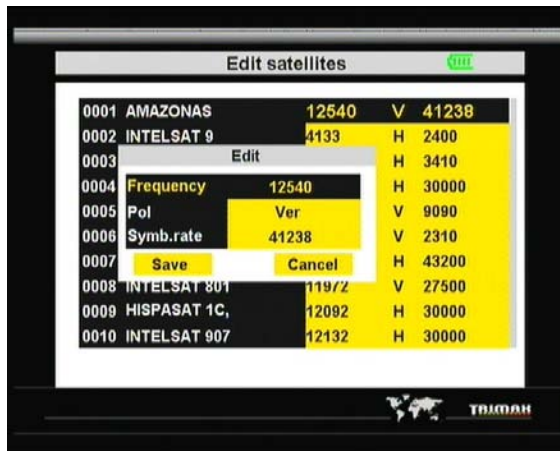 Edit satellites
0001 AMAZONAS 12540 V 41238
0002 INTELSAT 9 4133 H 2400
0003 H 3410
0004 H 30000
0005 V 9090
0006 V 2310
0007 H 43200
0008 INTELSAT 801 11972 V 27500
0009 HISPASAT 1C, 12092 H 30000
0010 INTELSAT 907 12132 H 30000
Edit
Frequency 12540
Pol Ver
Symb.rate 41238
Save Cancel
TRIMAX